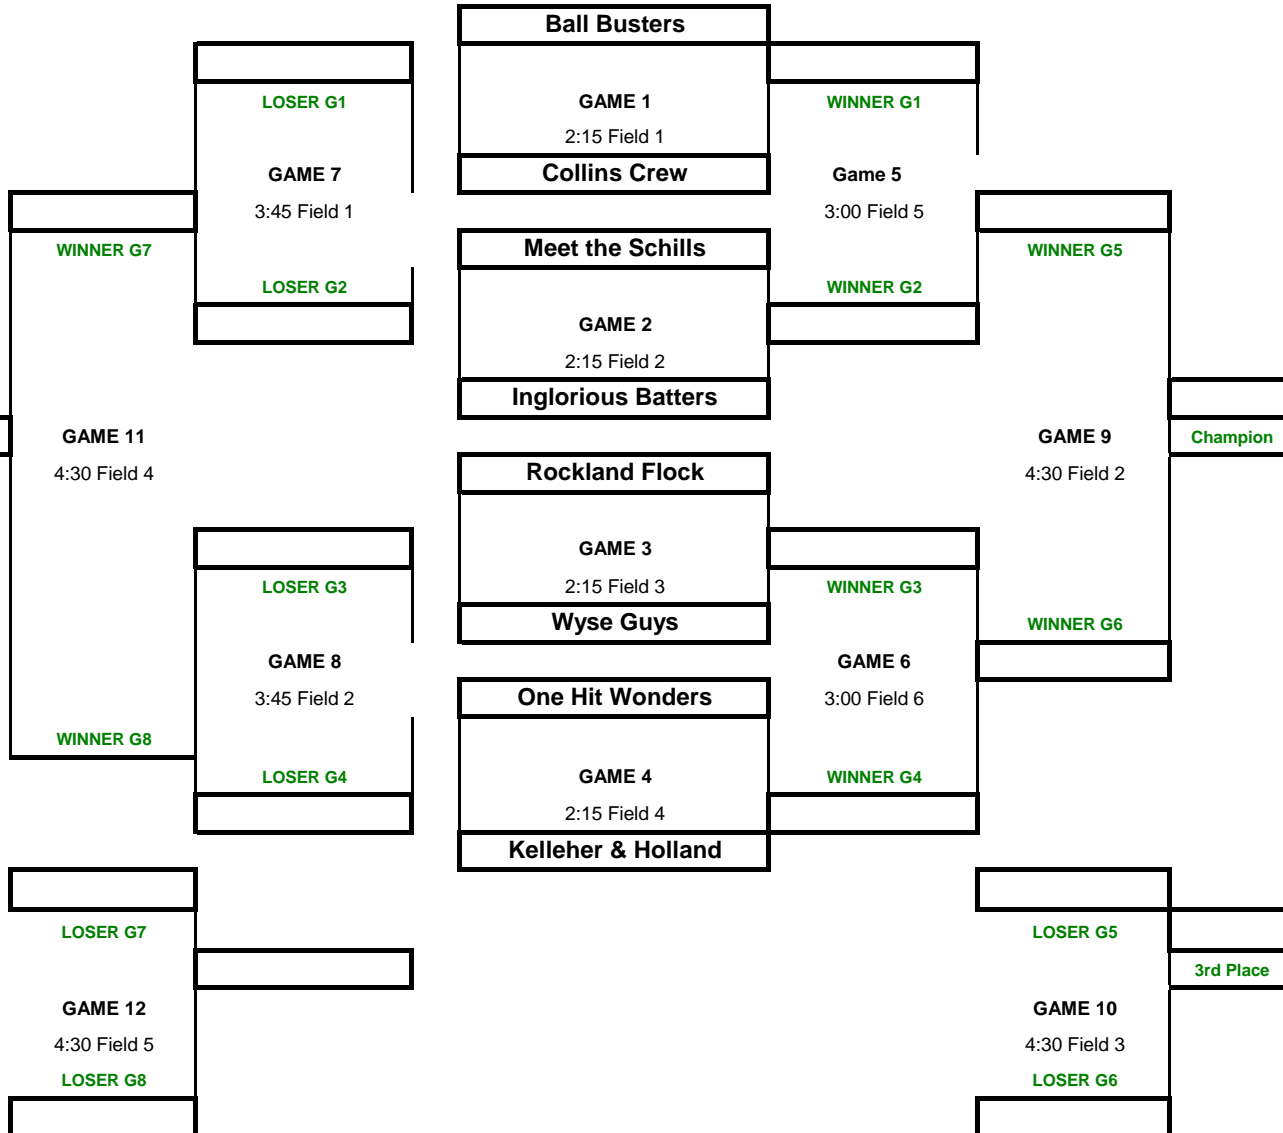 Ball Busters
LOSER G1
GAME 1
WINNER G1
2:15 Field 1
GAME 7
Collins Crew
Game 5
3:45 Field 1
3:00 Field 5
WINNER G7
Meet the Schills
WINNER G5
LOSER G2
WINNER G2
GAME 2
2:15 Field 2
Inglorious Batters
GAME 11
GAME 9
Champion
4:30 Field 4
Rockland Flock
4:30 Field 2
GAME 3
LOSER G3
2:15 Field 3
WINNER G3
Wyse Guys
WINNER G6
GAME 8
GAME 6
3:45 Field 2
One Hit Wonders
3:00 Field 6
WINNER G8
LOSER G4
GAME 4
WINNER G4
2:15 Field 4
Kelleher & Holland
LOSER G7
LOSER G5
3rd Place
GAME 12
GAME 10
4:30 Field 5
4:30 Field 3
LOSER G8
LOSER G6